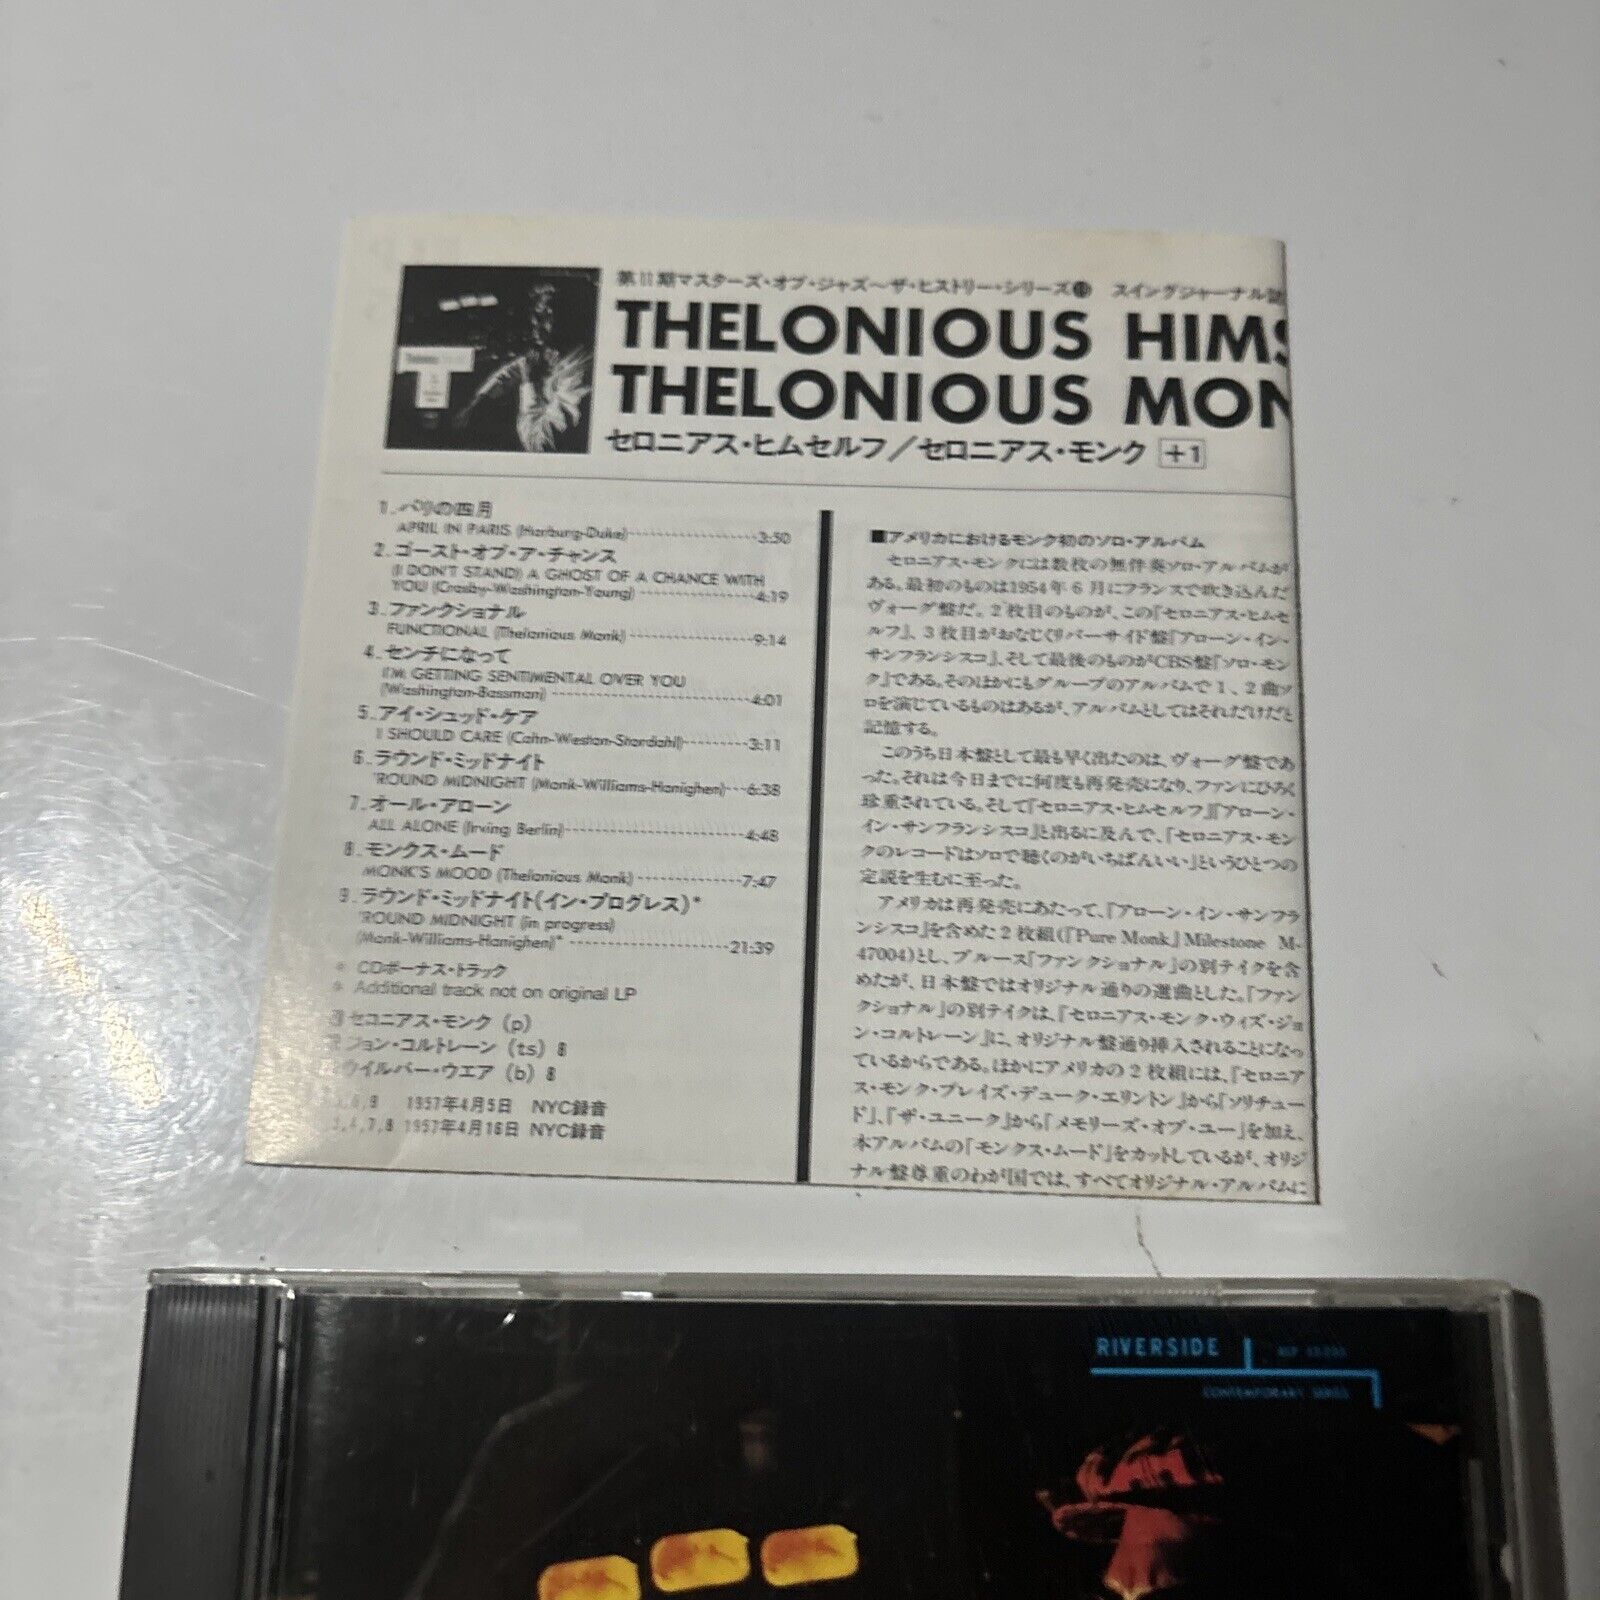 第11期マスターズ・オブ・ジャズ〜ザ・ヒストリー・シリーズ⓾ スイングジャーナル
THELONIOUS HIMS
THELONIOUS MON
セロニアス・ヒムセルフ／セロニアス・モンク +1
1. パリの四月
APRIL IN PARIS (Harburg-Duke) 3:50
2. ゴースト・オブ・ア・チャンス
(I DON'T STAND) A GHOST OF A CHANCE WITH
YOU (Crosby-Washington-Young) 4:19
3. ファンクショナル
FUNCTIONAL (Thelonious Monk) 9:14
4. センチになって
I'M GETTING SENTIMENTAL OVER YOU
(Washington-Bassman) 4:01
5. アイ・シュッド・ケア
I SHOULD CARE (Cahn-Weston-Stordahl) 3:11
6. ラウンド・ミッドナイト
'ROUND MIDNIGHT (Monk-Williams-Hanighen) 6:38
7. オール・アローン
ALL ALONE (Irving Berlin) 4:48
8. モンクス・ムード
MONK'S MOOD (Thelonious Monk) 7:47
9. ラウンド・ミッドナイト(イン・プログレス)*
'ROUND MIDNIGHT (in progress)
(Monk-Williams-Hanighen)* 21:39
* CDボーナス・トラック
* Additional track not on original LP
セロニアス・モンク (p)
ジョン・コルトレーン (ts) 8
ウイルバー・ウエア (b) 8
,6,9 1957年4月5日 NYC録音
3,4,7,8 1957年4月16日 NYC録音
■アメリカにおけるモンク初のソロ・アルバム
セロニアス・モンクには数枚の無伴奏ソロ・アルバムが
ある。最初のものは1954年6月にフランスで吹き込んだ
ヴォーグ盤だ。2枚目のものが、この『セロニアス・ヒムセ
ルフ』、3枚目がおなじくリバーサイド盤『アローン・イン・
サンフランシスコ』、そして最後のものがCBS盤『ソロ・モン
ク』である。そのほかにもグループのアルバムで1、2曲ソ
ロを演じているものはあるが、アルバムとしてはそれだけだと
記憶する。
このうち日本盤として最も早く出たのは、ヴォーグ盤であ
った。それは今日までに何度も再発売になり、ファンにひろく
珍重されている。そして『セロニアス・ヒムセルフ』『アローン・
イン・サンフランシスコ』と出るに及んで、「セロニアス・モン
クのレコードはソロで聴くのがいちばんいい」というひとつの
定説を生むに至った。
アメリカは再発売にあたって、『アローン・イン・サンフラ
ンシスコ』を含めた2枚組(『Pure Monk』Milestone M-
47004)とし、ブルース「ファンクショナル」の別テイクを含
めたが、日本盤ではオリジナル通りの選曲とした。「ファン
クショナル」の別テイクは、『セロニアス・モンク・ウィズ・ジョ
ン・コルトレーン』に、オリジナル盤通り挿入されることになっ
ているからである。ほかにアメリカの2枚組には、『セロニア
ス・モンク・プレイズ・デューク・エリントン』から「ソリチュー
ド」、『ザ・ユニーク』から「メモリーズ・オブ・ユー」を加え、
本アルバムの「モンクス・ムード」をカットしているが、オリジ
ナル盤尊重のわが国では、すべてオリジナル・アルバムに
RIVERSIDE
CONTEMPORARY SERIES